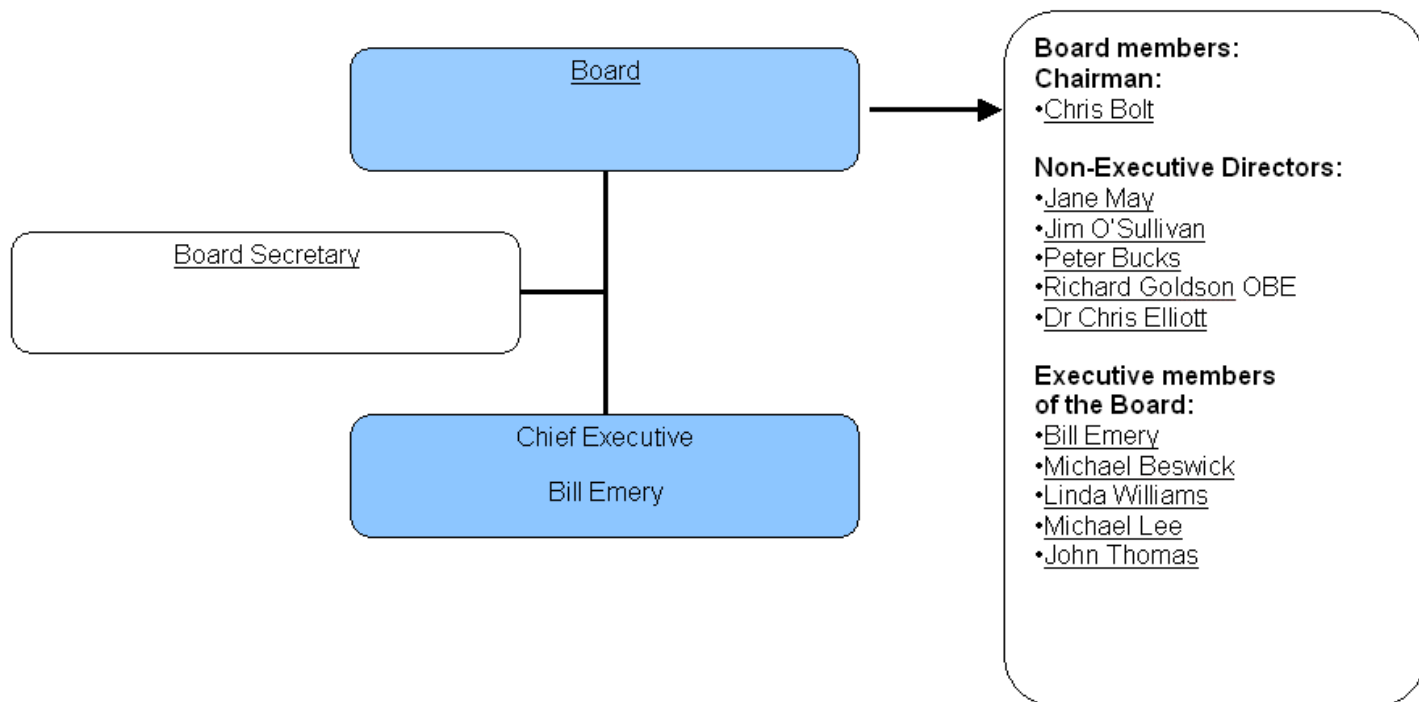 Board
Board Secretary
Chief Executive
Bill Emery
Board members:
Chairman:
•Chris Bolt
Non-Executive Directors:
•Jane May
•Jim O'Sullivan
•Peter Bucks
•Richard Goldson OBE
•Dr Chris Elliott
Executive members
of the Board:
•Bill Emery
•Michael Beswick
•Linda Williams
•Michael Lee
•John Thomas